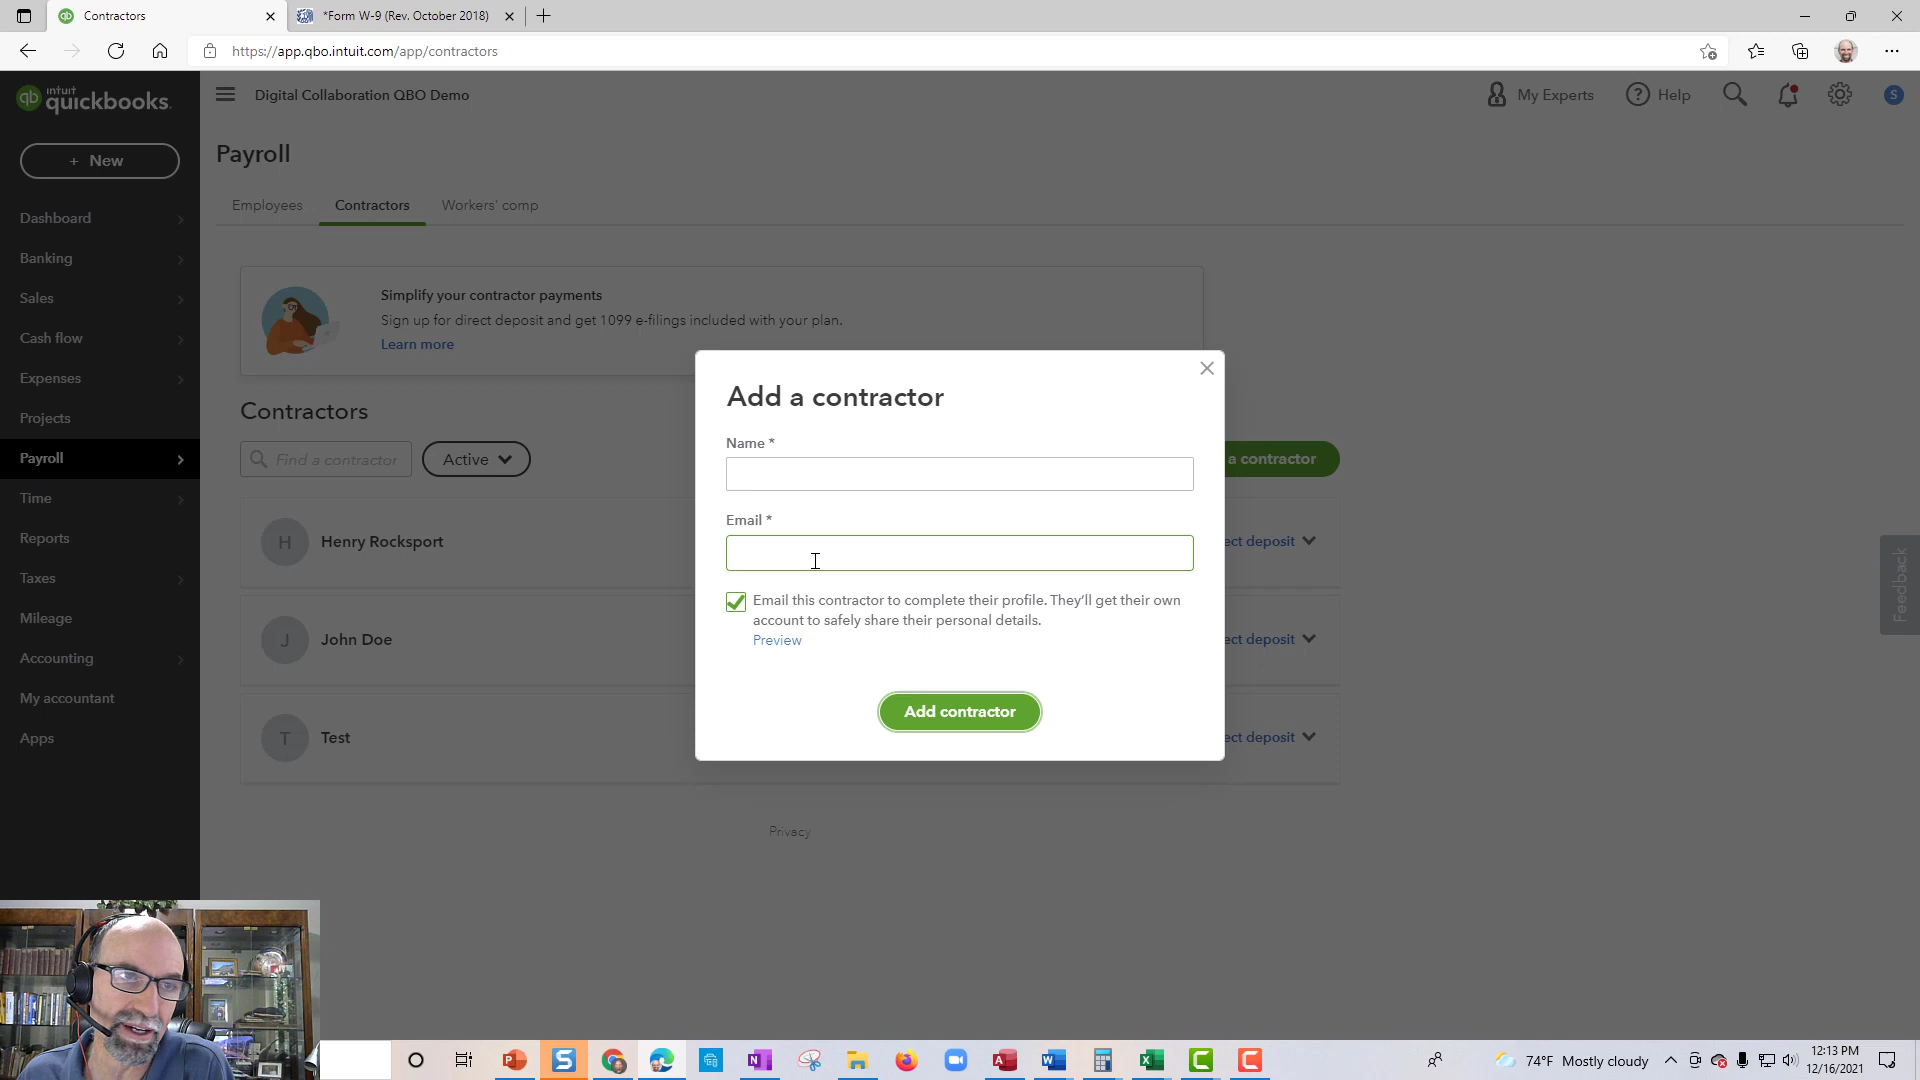 Contractors
*Form W-9 (Rev. October 2018)
https://app.qbo.intuit.com/app/contractors
intuit
quickbooks.
Digital Collaboration QBO Demo
My Experts
Help
S
+ New
Payroll
Employees
Contractors
Workers' comp
Dashboard
Banking
Sales
Cash flow
Expenses
Projects
Payroll
Time
Reports
Taxes
Mileage
Accounting
My accountant
Apps
Simplify your contractor payments
Sign up for direct deposit and get 1099 e-filings included with your plan.
Learn more
Contractors
Find a contractor
Active
a contractor
H
Henry Rocksport
ect deposit
J
John Doe
ect deposit
T
Test
ect deposit
Privacy
Add a contractor
Name *
Email *
Email this contractor to complete their profile. They'll get their own
account to safely share their personal details.
Preview
Add contractor
Feedback
74°F Mostly cloudy
12:13 PM
12/16/2021